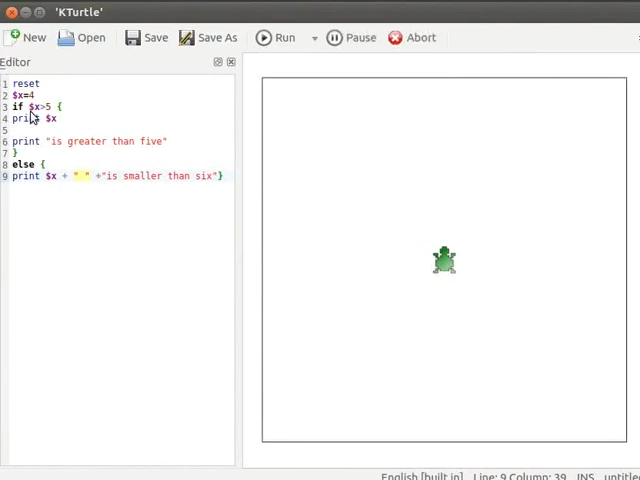 'KTurtle'
New Open Save Save As Run Pause Abort
Editor
1 reset
2 $x=4
3 if $x>5 {
4 print $x
5
6 print "is greater than five"
7 }
8 else {
9 print $x + " " +"is smaller than six"}
English [built in] Line: 9 Column: 39 INS untitled